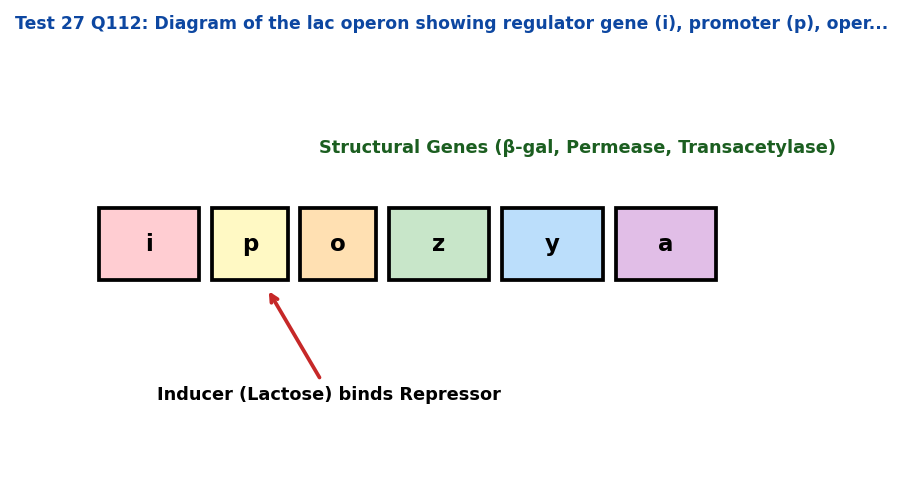 Test 27 Q112: Diagram of the lac operon showing regulator gene (i), promoter (p), oper...
Structural Genes (β-gal, Permease, Transacetylase)
i p o z y a
Inducer (Lactose) binds Repressor